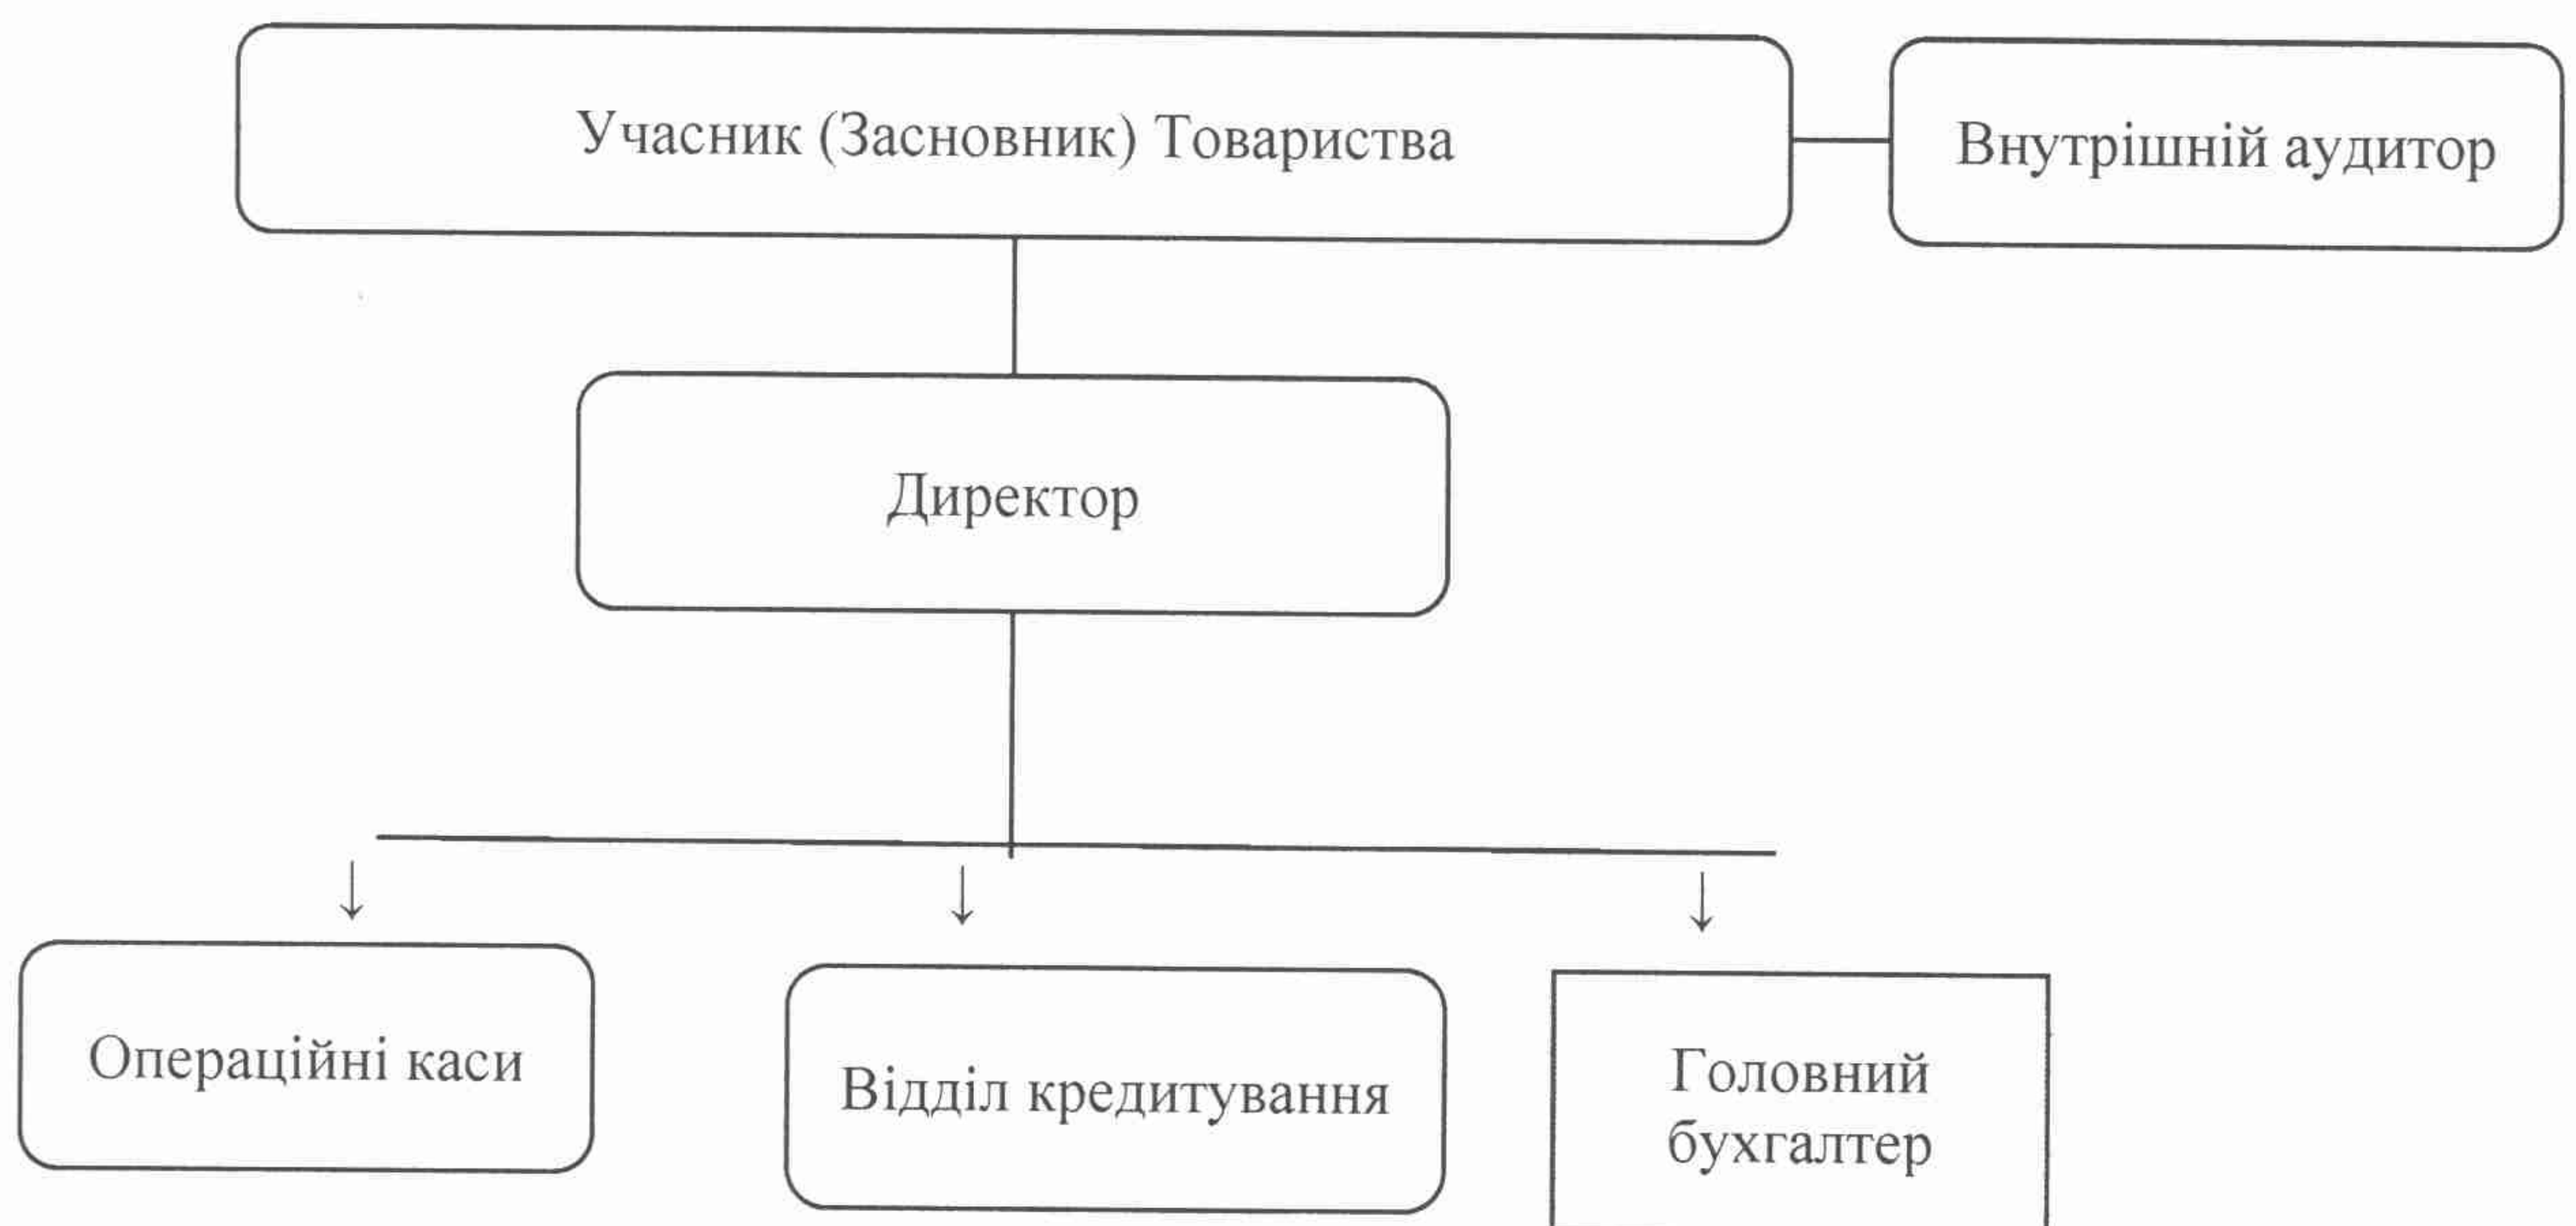 Учасник (Засновник) Товариства
Внутрішній аудитор
Директор
Операційні каси
Відділ кредитування
Головний
бухгалтер